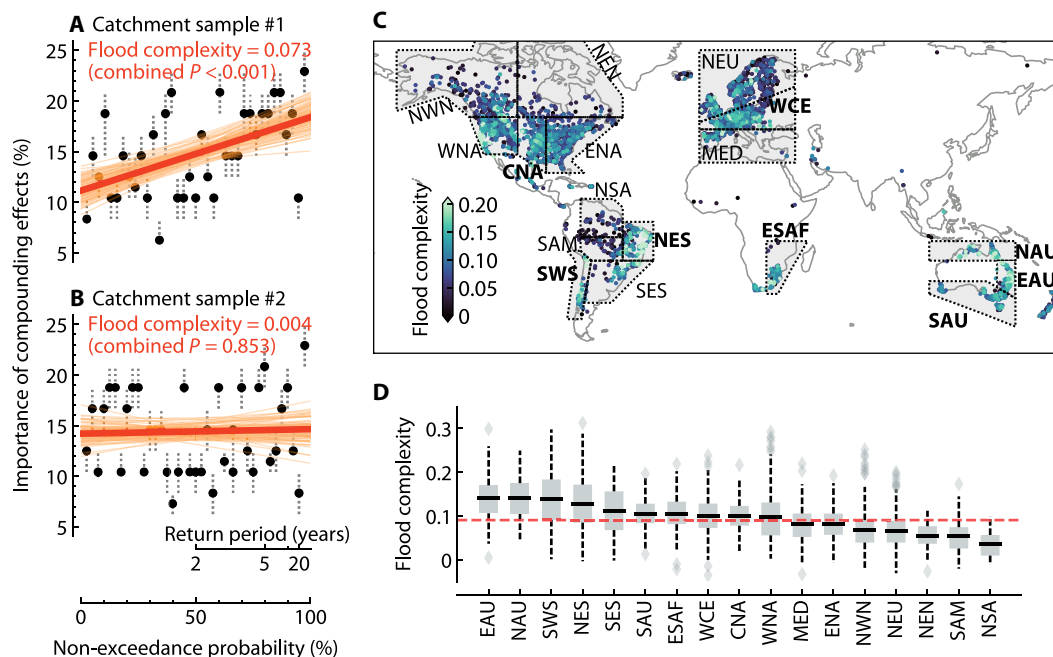 A Catchment sample #1
Flood complexity = 0.073
(combined P < 0.001)
25
20
15
10
5
B Catchment sample #2
Flood complexity = 0.004
(combined P = 0.853)
25
20
15
10
5
Importance of compounding effects (%)
Return period (years)
2 5 20
0 50 100
Non-exceedance probability (%)
C
NEN
NWN
WNA
CNA
ENA
NEU
WCE
MED
NSA
SAM
NES
SWS
SES
ESAF
NAU
EAU
SAU
Flood complexity
0.20
0.15
0.10
0.05
0
D
Flood complexity
0.3
0.2
0.1
0
EAU NAU SWS NES SES SAU ESAF WCE CNA WNA MED ENA NWN NEU NEN SAM NSA